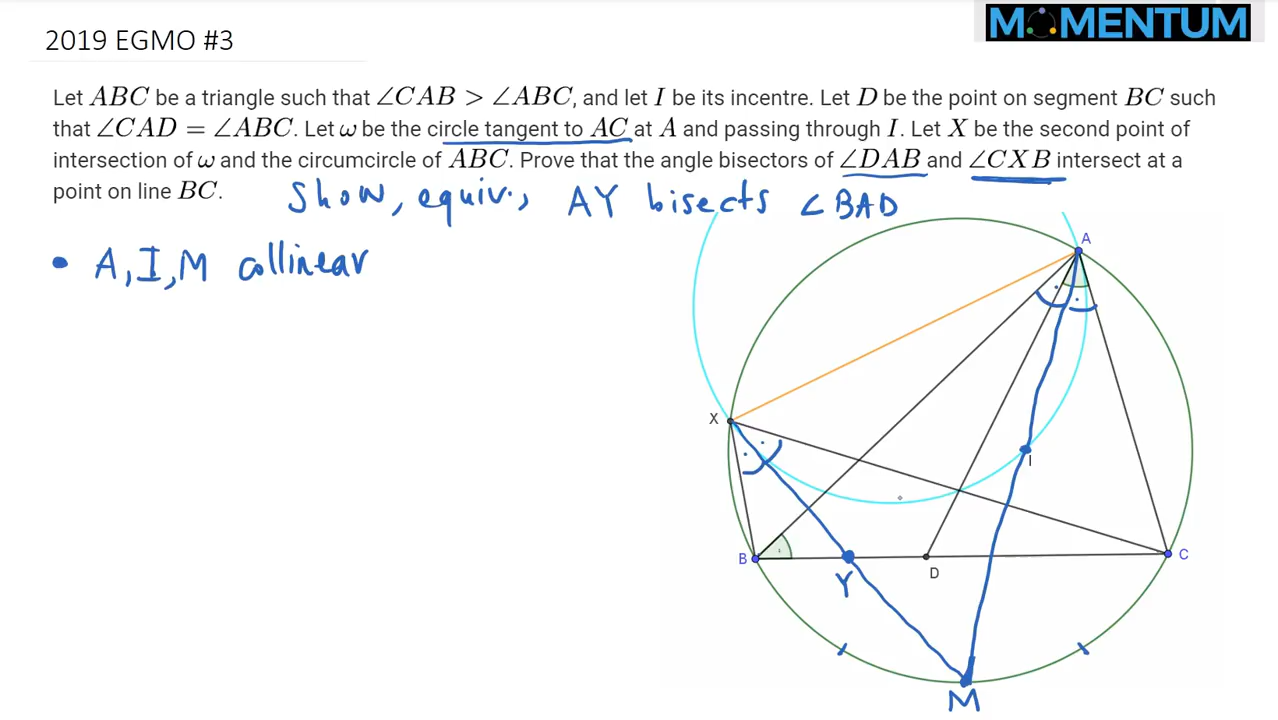 MOMENTUM
2019 EGMO #3
Let ABC be a triangle such that ∠CAB > ∠ABC, and let I be its incentre. Let D be the point on segment BC such
that ∠CAD = ∠ABC. Let ω be the circle tangent to AC at A and passing through I. Let X be the second point of
intersection of ω and the circumcircle of ABC. Prove that the angle bisectors of ∠DAB and ∠CXB intersect at a
point on line BC.
Show, equiv., AY bisects ∠BAD
• A, I, M collinear
A
X
I
B
D
C
Y
M